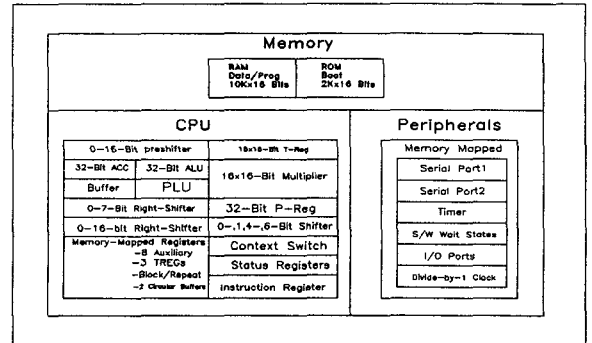 Memory
RAM
Data/Prog
10Kx16 Bits
ROM
Boot
2Kx16 Bits
CPU
0-16-Bit preshifter
16x16-Bit T-Reg
32-Bit ACC
32-Bit ALU
16x16-Bit Multiplier
Buffer
PLU
0-7-Bit Right-Shifter
32-Bit P-Reg
0-16-bit Right-Shifter
0-,1,4-,6-Bit Shifter
Memory-Mapped Registers
-8 Auxiliary
-3 TREGs
-Block/Repeat
-2 Circular Buffers
Context Switch
Status Registers
Instruction Register
Peripherals
Memory Mapped
Serial Port1
Serial Port2
Timer
S/W Wait States
I/O Ports
Divide-by-1 Clock